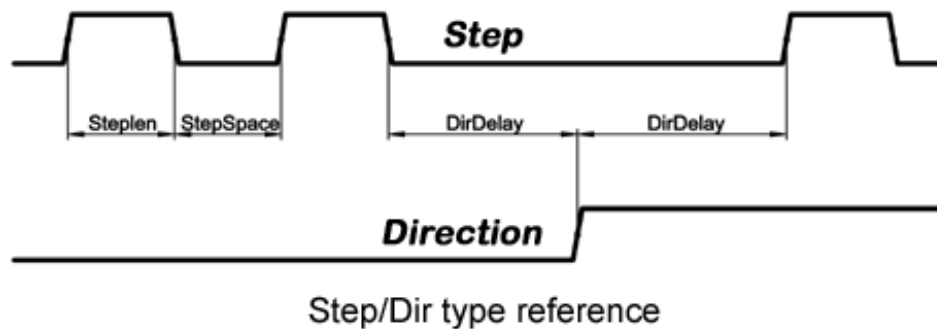 Step
Steplen StepSpace DirDelay DirDelay
Direction
Step/Dir type reference